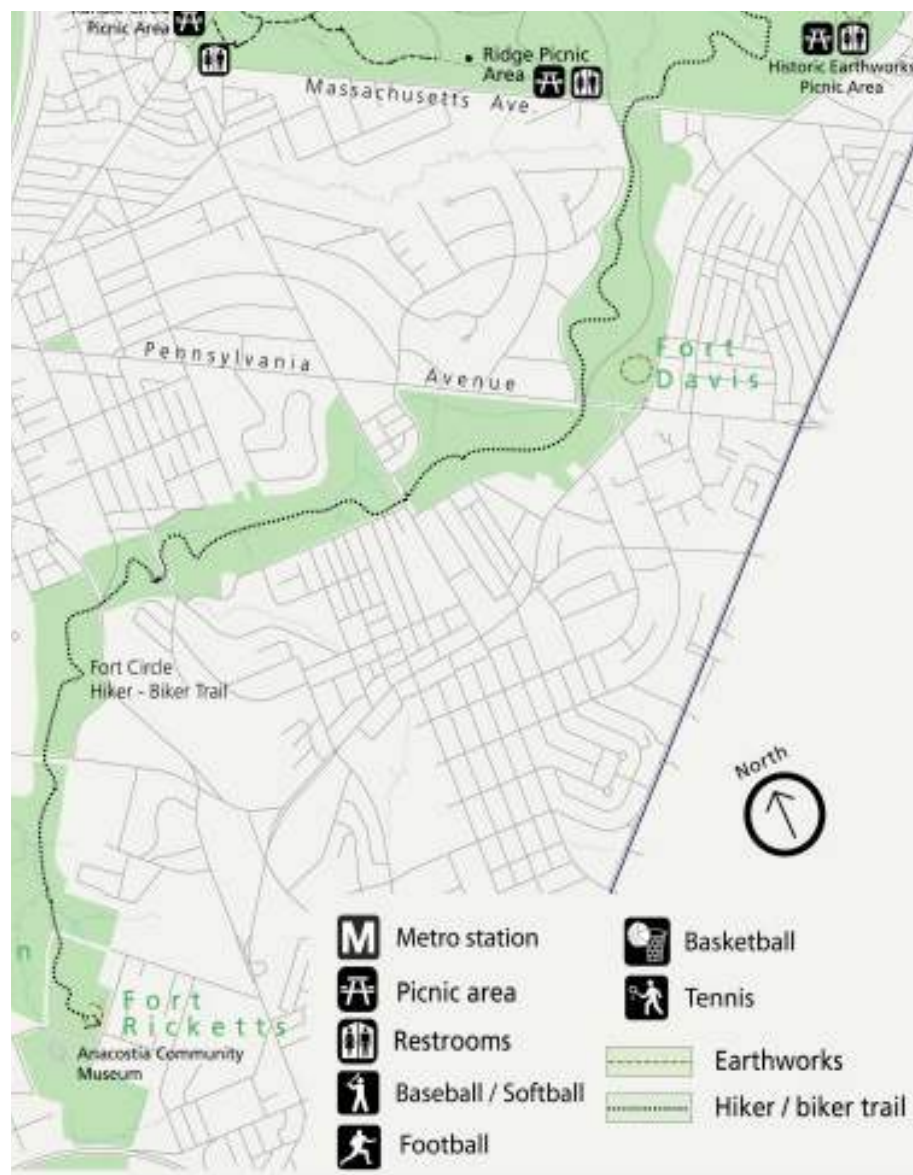 Picnic Area
Ridge Picnic
Area
Historic Earthworks
Picnic Area
Massachusetts Ave.
Fort
Davis
Pennsylvania Avenue
Fort Circle
Hiker - Biker Trail
North
n
Fort
Ricketts
Anacostia Community
Museum
M Metro station
Picnic area
Restrooms
Baseball / Softball
Football
Basketball
Tennis
Earthworks
Hiker / biker trail